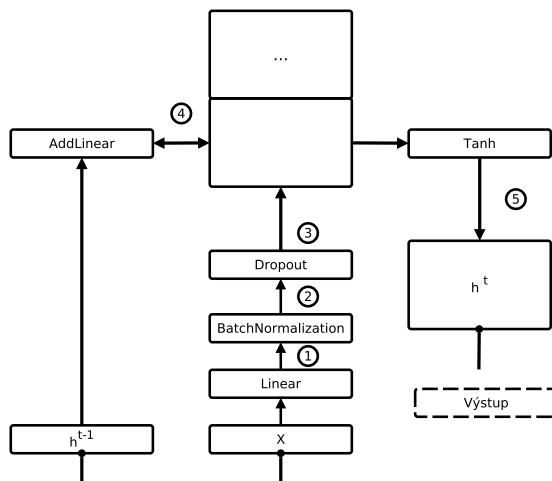 ...
4
AddLinear
Tanh
5
3
Dropout
h t
2
BatchNormalization
1
Linear
Výstup
h t-1
X